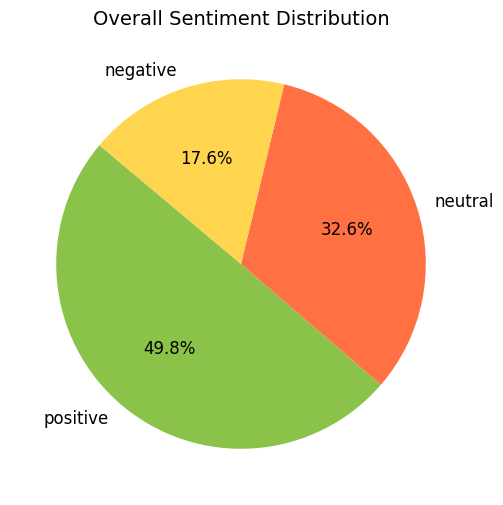 Overall Sentiment Distribution
negative
17.6%
neutral
32.6%
49.8%
positive